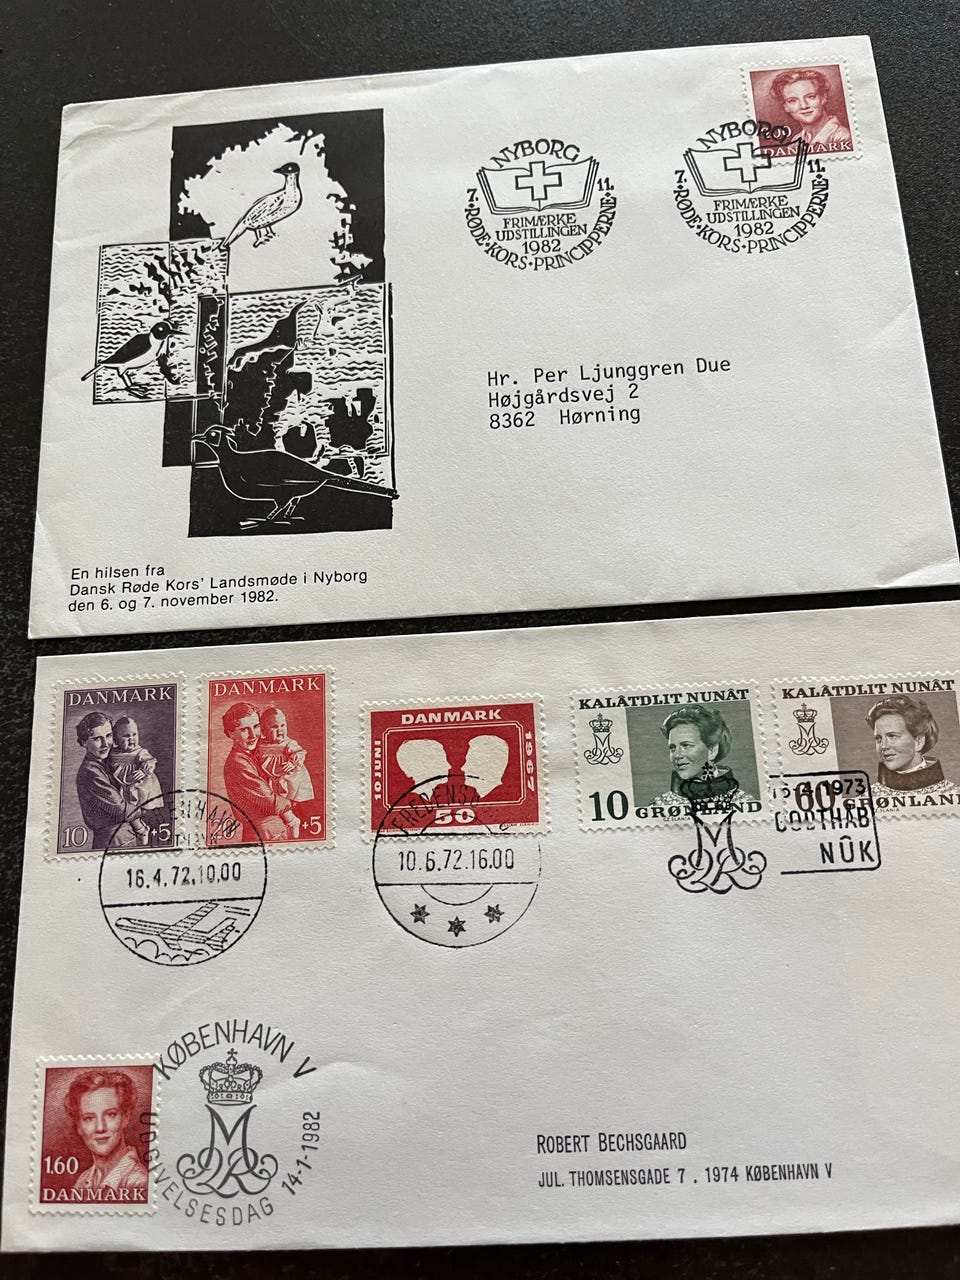 DANMARK
NYBORG
7. 11.
FRIMÆRKE
UDSTILLINGEN
1982
RØDE·KORS·PRINCIPPERNE
NYBORG
7. 11.
FRIMÆRKE
UDSTILLINGEN
1982
RØDE·KORS·PRINCIPPERNE
Hr. Per Ljunggren Due
Højgårdsvej 2
8362 Hørning
En hilsen fra
Dansk Røde Kors' Landsmøde i Nyborg
den 6. og 7. november 1982.
DANMARK
10 +5
DANMARK
20 +5
DANMARK
10 JUNI
1967
50
KALÂTDLIT NUNÂT
10 GRØNLAND
KALÂTDLIT NUNÂT
60 GRØNLAND
16.4.72.10.00
10.6.72.16.00
GODTHÅB
NÛK
KØBENHAVN V
UDGIVELSESDAG 14-1-1982
1.60
DANMARK
ROBERT BECHSGAARD
JUL. THOMSENSGADE 7 . 1974 KØBENHAVN V